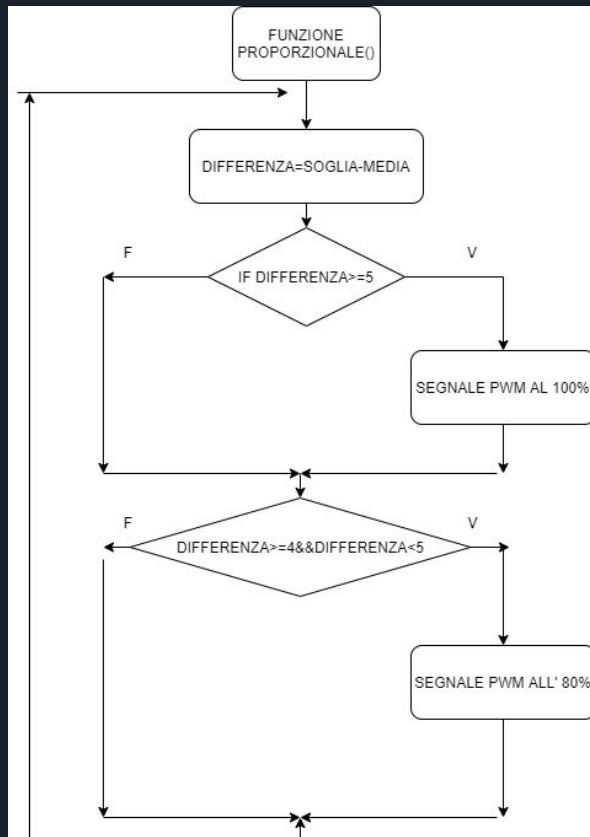 FUNZIONE
PROPORZIONALE()
DIFFERENZA=SOGLIA-MEDIA
F
V
IF DIFFERENZA>=5
SEGNALE PWM AL 100%
F
V
DIFFERENZA>=4&&DIFFERENZA<5
SEGNALE PWM ALL' 80%